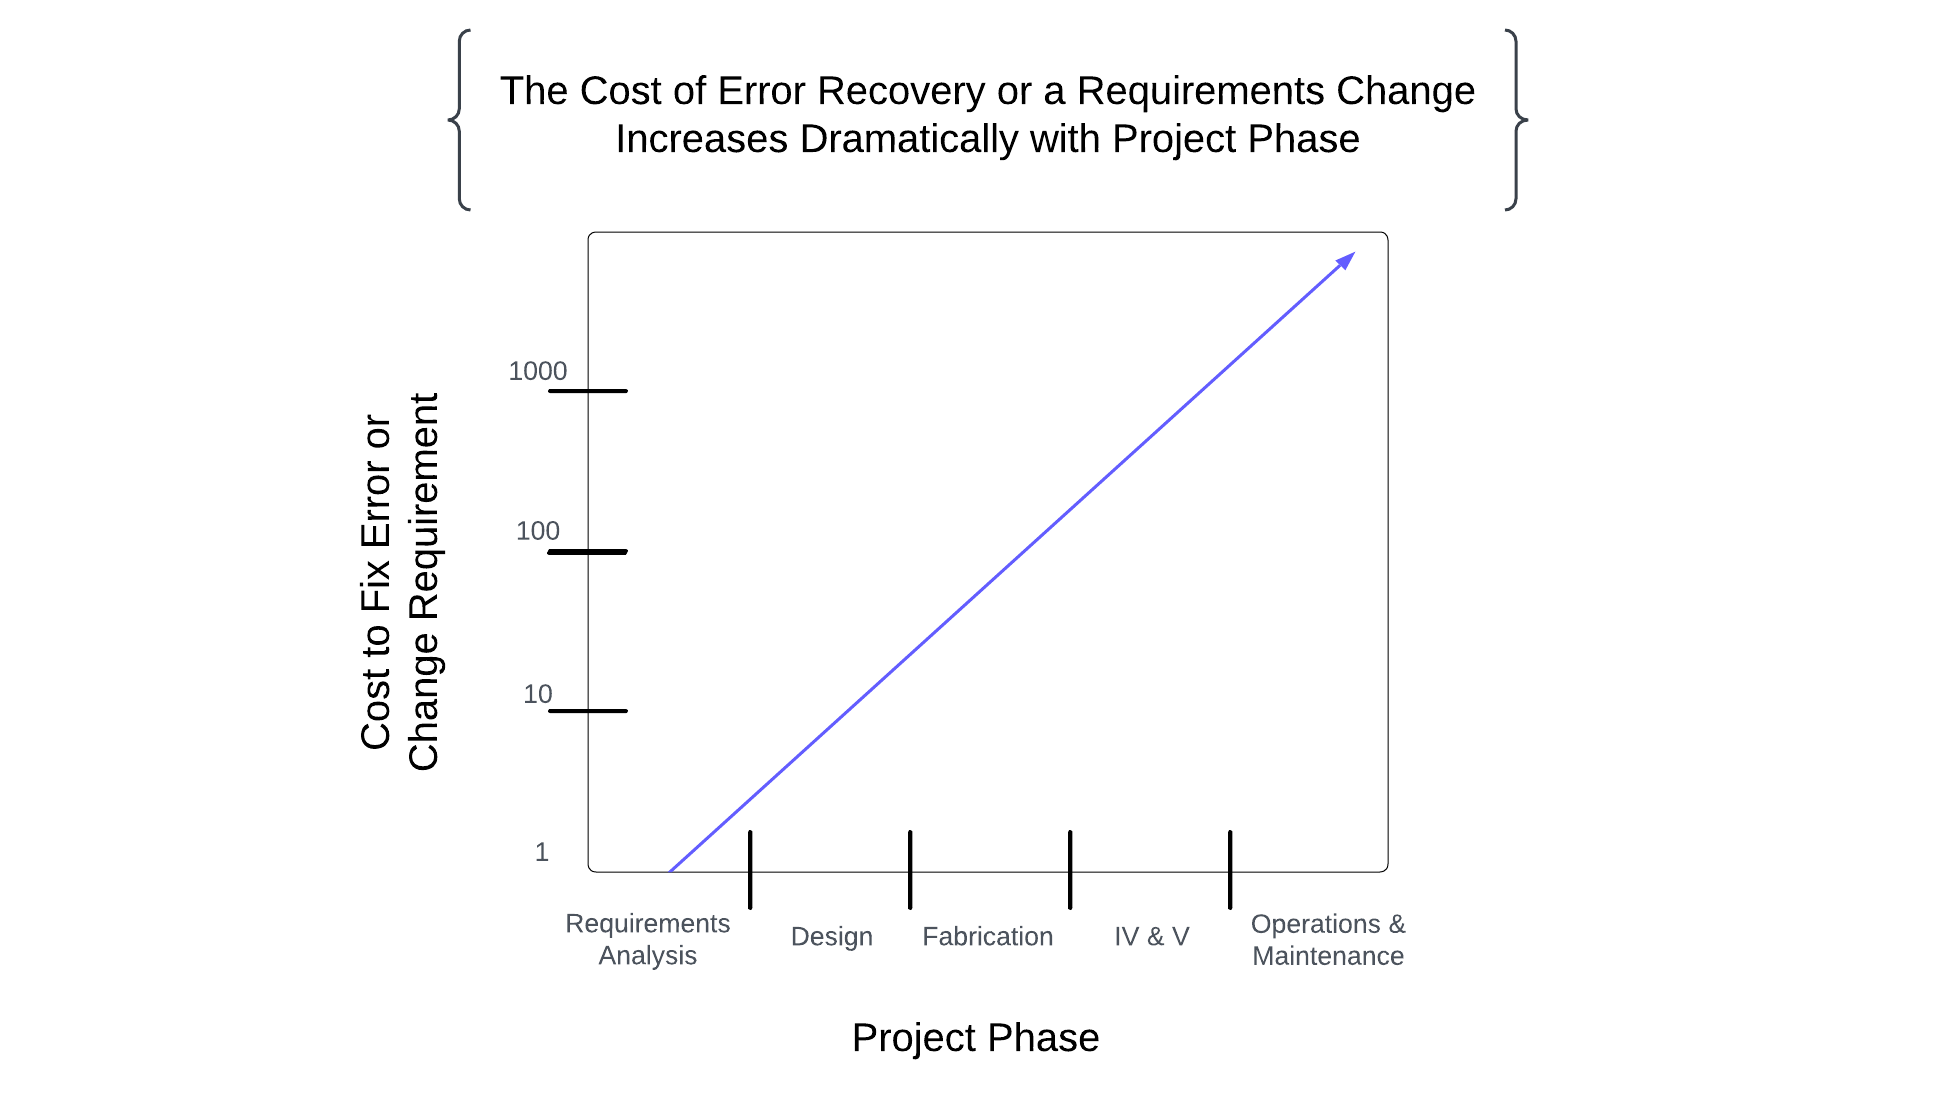 The Cost of Error Recovery or a Requirements Change
Increases Dramatically with Project Phase
Cost to Fix Error or
Change Requirement
1000
100
10
1
Requirements
Analysis
Design
Fabrication
IV & V
Operations &
Maintenance
Project Phase